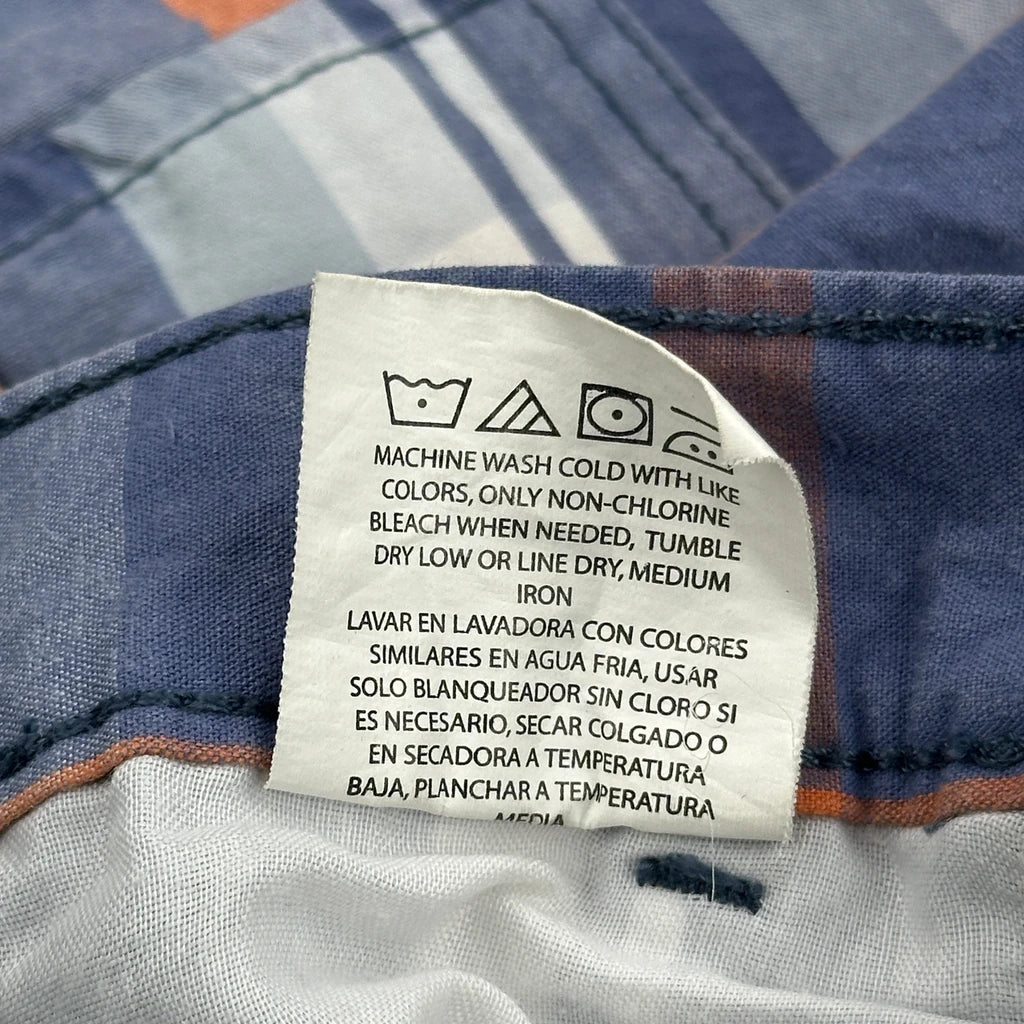 MACHINE WASH COLD WITH LIKE
COLORS, ONLY NON-CHLORINE
BLEACH WHEN NEEDED, TUMBLE
DRY LOW OR LINE DRY, MEDIUM
IRON
LAVAR EN LAVADORA CON COLORES
SIMILARES EN AGUA FRIA, USAR
SOLO BLANQUEADOR SIN CLORO SI
ES NECESARIO, SECAR COLGADO O
EN SECADORA A TEMPERATURA
BAJA, PLANCHAR A TEMPERATURA
MEDIA